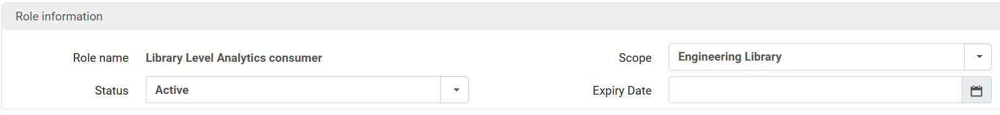 Role information
Role name Library Level Analytics consumer Scope Engineering Library
Status Active Expiry Date